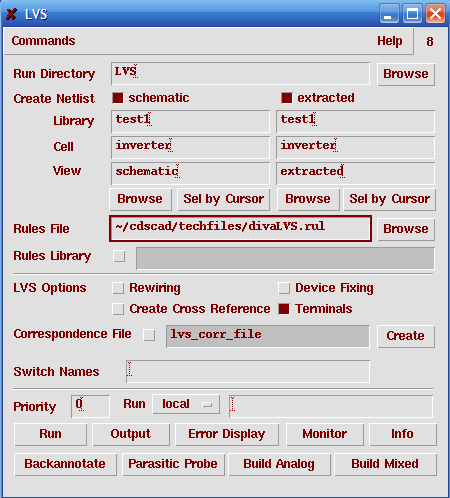 LVS
Commands Help 8
Run Directory LVS Browse
Create Netlist schematic extracted
Library test1 test1
Cell inverter inverter
View schematic extracted
Browse Sel by Cursor Browse Sel by Cursor
Rules File ~/cdscad/techfiles/divaLVS.rul Browse
Rules Library
LVS Options Rewiring Device Fixing
Create Cross Reference Terminals
Correspondence File lvs_corr_file Create
Switch Names
Priority 0 Run local
Run Output Error Display Monitor Info
Backannotate Parasitic Probe Build Analog Build Mixed